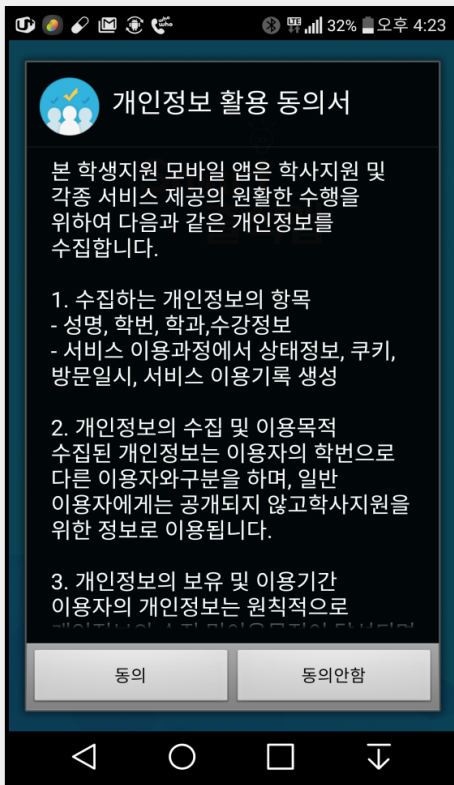 who
32% 오후 4:23
개인정보 활용 동의서
본 학생지원 모바일 앱은 학사지원 및
각종 서비스 제공의 원활한 수행을
위하여 다음과 같은 개인정보를
수집합니다.
1. 수집하는 개인정보의 항목
- 성명, 학번, 학과,수강정보
- 서비스 이용과정에서 상태정보, 쿠키,
방문일시, 서비스 이용기록 생성
2. 개인정보의 수집 및 이용목적
수집된 개인정보는 이용자의 학번으로
다른 이용자와구분을 하며, 일반
이용자에게는 공개되지 않고학사지원을
위한 정보로 이용됩니다.
3. 개인정보의 보유 및 이용기간
이용자의 개인정보는 원칙적으로
동의
동의안함